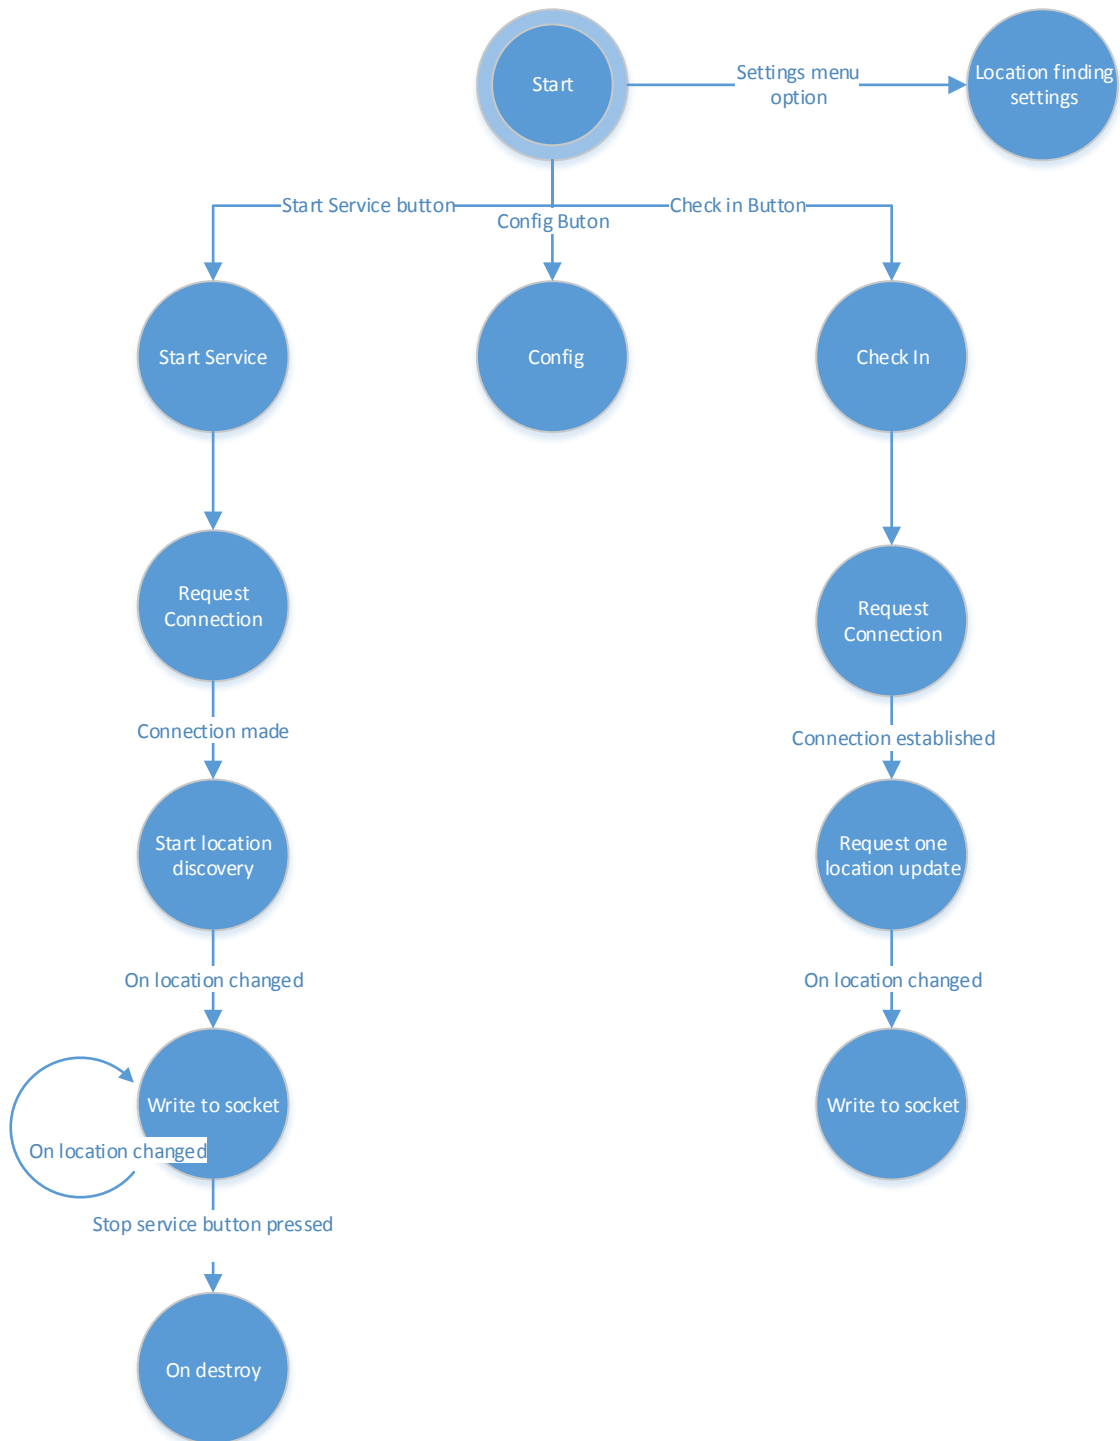 Start
Settings menu
option
Location finding
settings
Start Service button
Config Buton
Check in Button
Start Service
Config
Check In
Request
Connection
Request
Connection
Connection made
Connection established
Start location
discovery
Request one
location update
On location changed
On location changed
Write to socket
Write to socket
On location changed
Stop service button pressed
On destroy